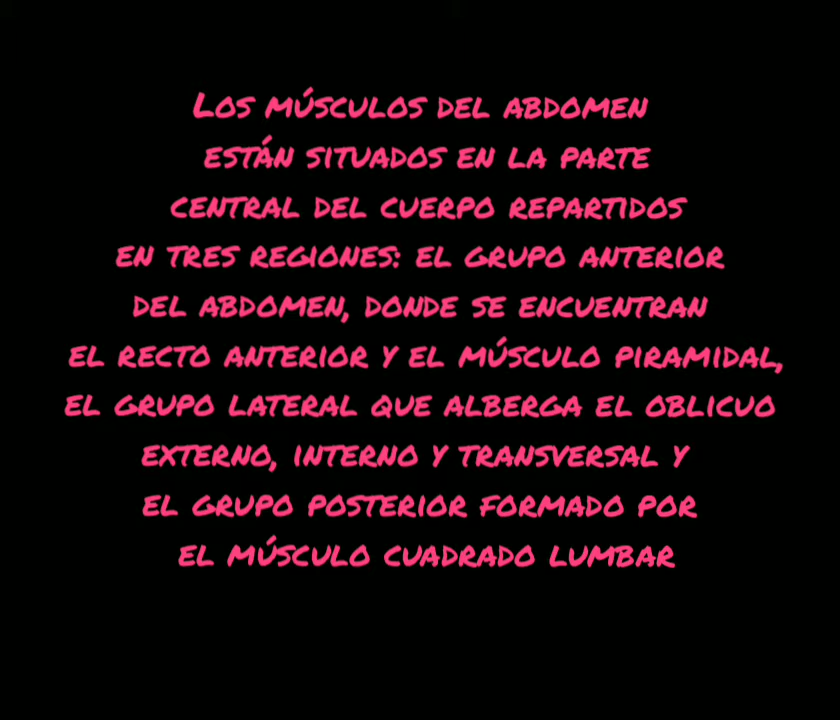 Los músculos del abdomen
están situados en la parte
central del cuerpo repartidos
en tres regiones: el grupo anterior
del abdomen, donde se encuentran
el recto anterior y el músculo piramidal,
el grupo lateral que alberga el oblicuo
externo, interno y transversal y
el grupo posterior formado por
el músculo cuadrado lumbar